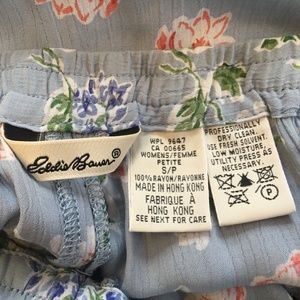 Eddie Bauer®
WPL 9647
CA 00665
WOMENS/FEMME
PETITE
S/P
100% RAYON/RAYONNE
MADE IN HONG KONG
FABRIQUÉ À
HONG KONG
SEE NEXT FOR CARE
PROFESSIONALLY
DRY CLEAN.
USE FRESH SOLVENT.
LOW MOISTURE.
UTILITY PRESS AS
NECESSARY.
P